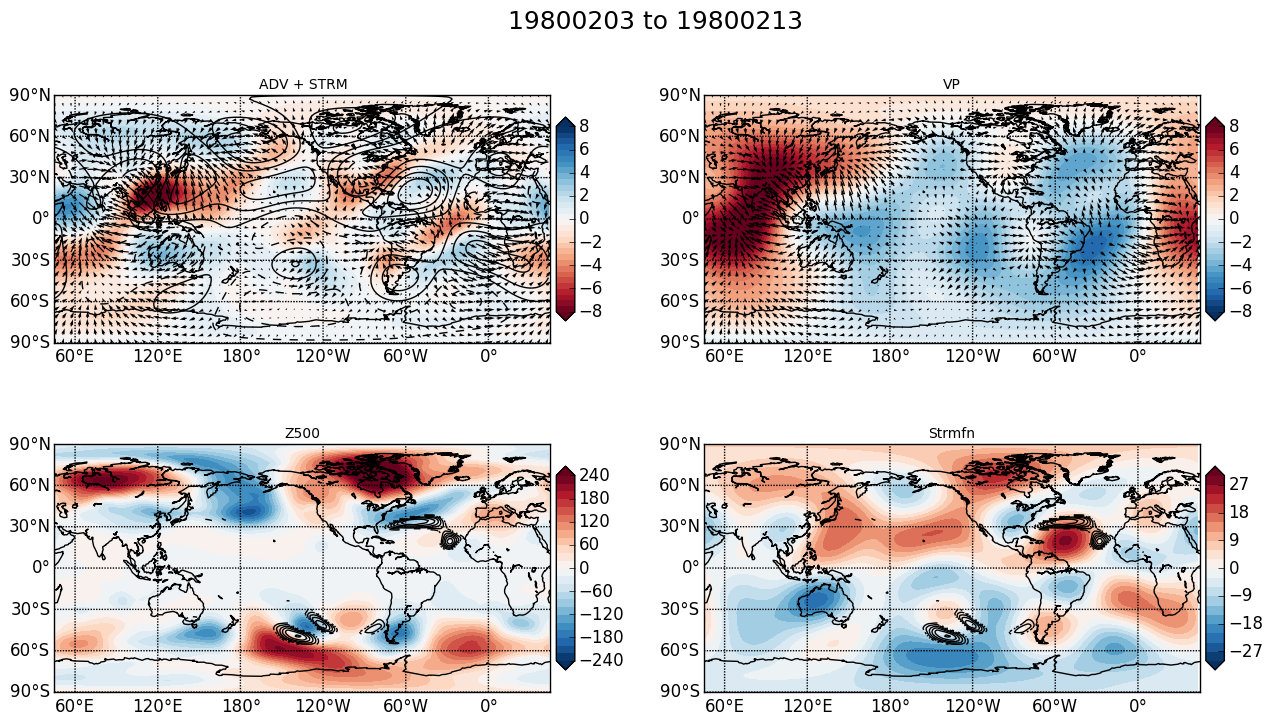 19800203 to 19800213
ADV + STRM
90°N
60°N
30°N
0°
30°S
60°S
90°S
60°E 120°E 180° 120°W 60°W 0°
8
6
4
2
0
−2
−4
−6
−8
VP
90°N
60°N
30°N
0°
30°S
60°S
90°S
60°E 120°E 180° 120°W 60°W 0°
8
6
4
2
0
−2
−4
−6
−8
Z500
90°N
60°N
30°N
0°
30°S
60°S
90°S
60°E 120°E 180° 120°W 60°W 0°
240
180
120
60
0
−60
−120
−180
−240
Strmfn
90°N
60°N
30°N
0°
30°S
60°S
90°S
60°E 120°E 180° 120°W 60°W 0°
27
18
9
0
−9
−18
−27